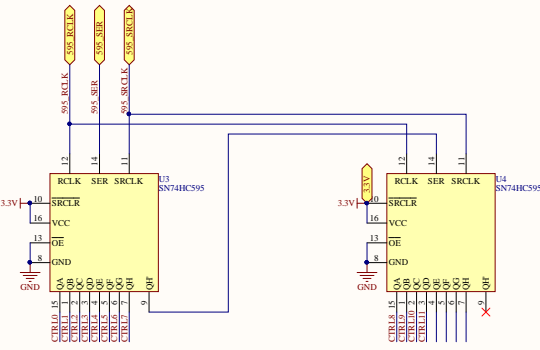 595_RCLK
595_SER
595_SRCLK
595_RCLK
595_SER
595_SRCLK
12
14
11
12
14
11
RCLK SER SRCLK
U3
SN74HC595
3.3V
RCLK SER SRCLK
U4
SN74HC595
3.3V
10
SRCLR
3.3V
10
SRCLR
16
VCC
16
VCC
13
OE
13
OE
8
GND
8
GND
GND
GND
QA QB QC QD QE QF QG QH QH'
QA QB QC QD QE QF QG QH QH'
15 1 2 3 4 5 6 7 9
15 1 2 3 4 5 6 7 9
CTRL0
CTRL1
CTRL2
CTRL3
CTRL4
CTRL5
CTRL6
CTRL7
CTRL8
CTRL9
CTRL10
CTRL11